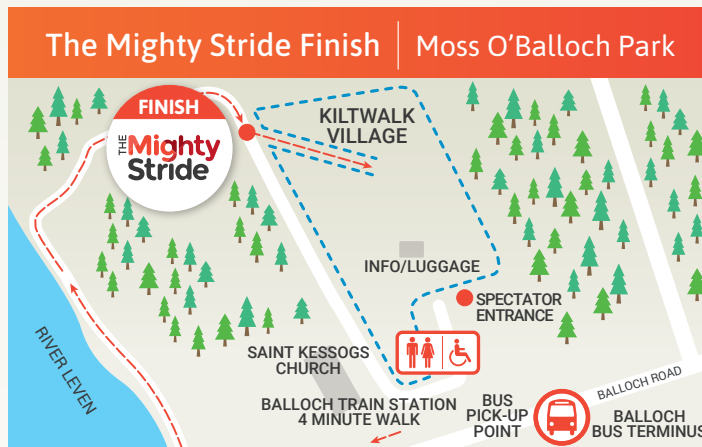 The Mighty Stride Finish | Moss O'Balloch Park
FINISH
THE Mighty
Stride
KILTWALK
VILLAGE
INFO/LUGGAGE
SPECTATOR
ENTRANCE
SAINT KESSOGS
CHURCH
RIVER LEVEN
BALLOCH TRAIN STATION
4 MINUTE WALK
BUS
PICK-UP
POINT
BALLOCH ROAD
BALLOCH
BUS TERMINUS